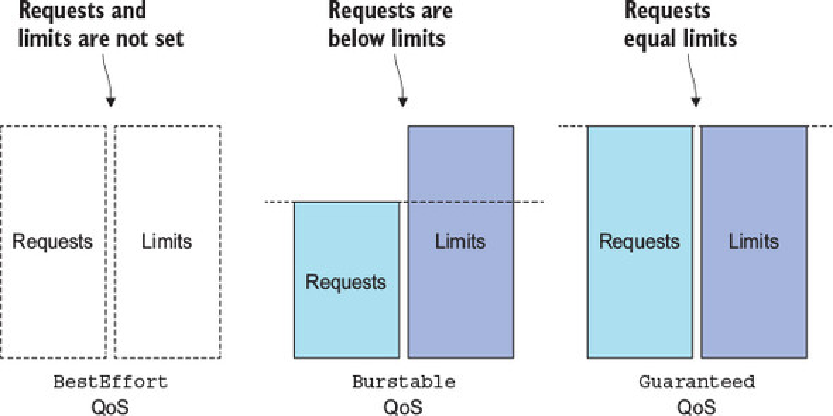 Requests and
limits are not set
Requests are
below limits
Requests
equal limits
Requests
Limits
Requests
Limits
Requests
Limits
BestEffort
QoS
Burstable
QoS
Guaranteed
QoS